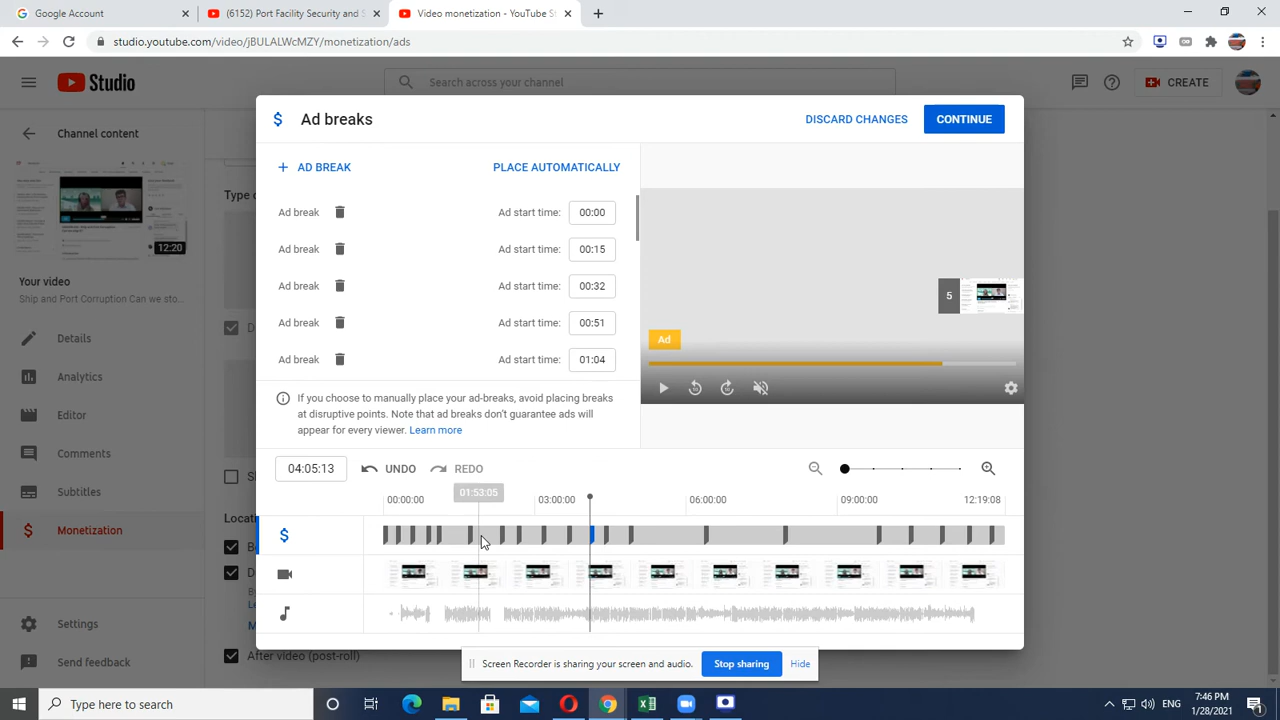 Google Account
(6152) Port Facility Security and S
Video monetization - YouTube St
studio.youtube.com/video/jBULALWcMZY/monetization/ads
Studio
Search across your channel
CREATE
Channel content
12:20
Your video
Ship and Port Corruption Can we sto...
Details
Analytics
Editor
Comments
Subtitles
Monetization
Settings
Send feedback
Type o
D
S
Locat
B
D
B
Le
M
After video (post-roll)
Ad breaks
DISCARD CHANGES
CONTINUE
+ AD BREAK
PLACE AUTOMATICALLY
Ad break Ad start time: 00:00
Ad break Ad start time: 00:15
Ad break Ad start time: 00:32
Ad break Ad start time: 00:51
Ad break Ad start time: 01:04
If you choose to manually place your ad-breaks, avoid placing breaks
at disruptive points. Note that ad breaks don't guarantee ads will
appear for every viewer. Learn more
5
Ad
04:05:13
UNDO
REDO
01:53:05
00:00:00 03:00:00 06:00:00 09:00:00 12:19:08
Screen Recorder is sharing your screen and audio.
Stop sharing
Hide
Type here to search
ENG
7:46 PM
1/28/2021
1